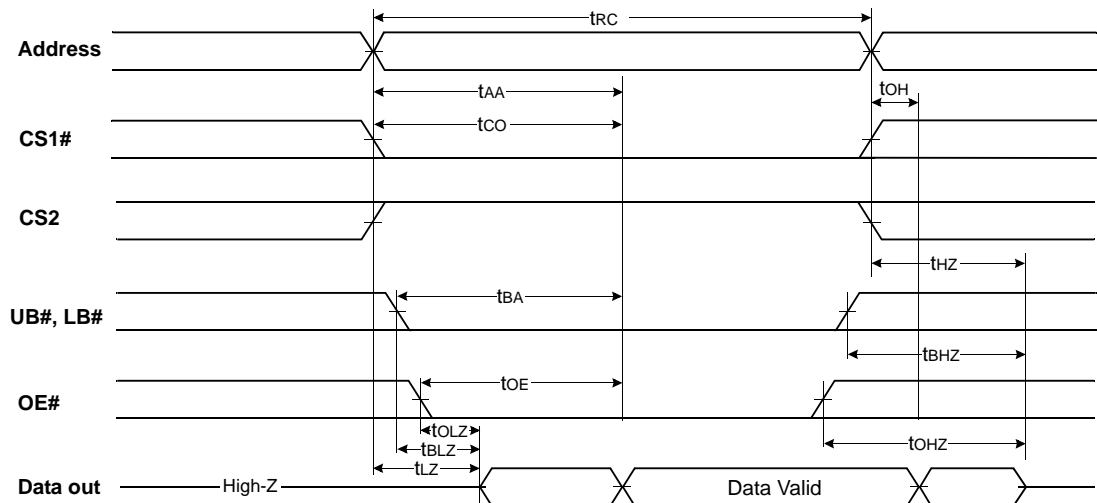 tRC
Address
tAA
tOH
tCO
CS1#
CS2
tHZ
tBA
UB#, LB#
tBHZ
tOE
OE#
tOLZ
tOHZ
tBLZ
tLZ
Data out
High-Z
Data Valid